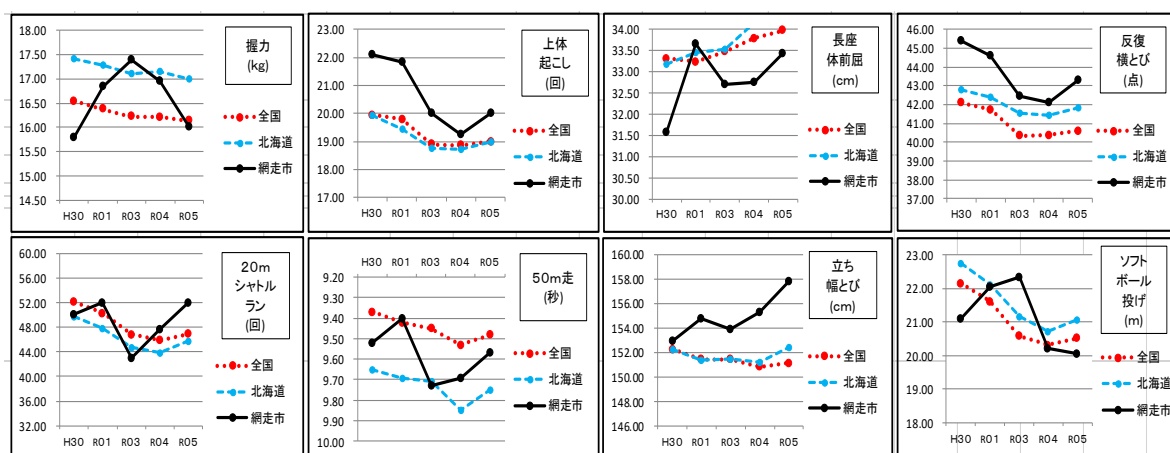 握力
(kg)
18.00
17.50
17.00
16.50
16.00
15.50
15.00
14.50
H30 R01 R03 R04 R05
全国
北海道
網走市
上体
起こし
(回)
23.00
22.00
21.00
20.00
19.00
18.00
17.00
H30 R01 R03 R04 R05
全国
北海道
網走市
長座
体前屈
(cm)
34.00
33.50
33.00
32.50
32.00
31.50
31.00
30.50
30.00
H30 R01 R03 R04 R05
全国
北海道
網走市
反復
横とび
(点)
46.00
45.00
44.00
43.00
42.00
41.00
40.00
39.00
38.00
37.00
H30 R01 R03 R04 R05
全国
北海道
網走市
20m
シャトル
ラン
(回)
60.00
56.00
52.00
48.00
44.00
40.00
36.00
32.00
H30 R01 R03 R04 R05
全国
北海道
網走市
50m走
(秒)
H30 R01 R03 R04 R05
9.20
9.30
9.40
9.50
9.60
9.70
9.80
9.90
10.00
全国
北海道
網走市
立ち
幅とび
(cm)
160.00
158.00
156.00
154.00
152.00
150.00
148.00
146.00
H30 R01 R03 R04 R05
全国
北海道
網走市
ソフト
ボール
投げ
(m)
23.00
22.00
21.00
20.00
19.00
18.00
H30 R01 R03 R04 R05
全国
北海道
網走市